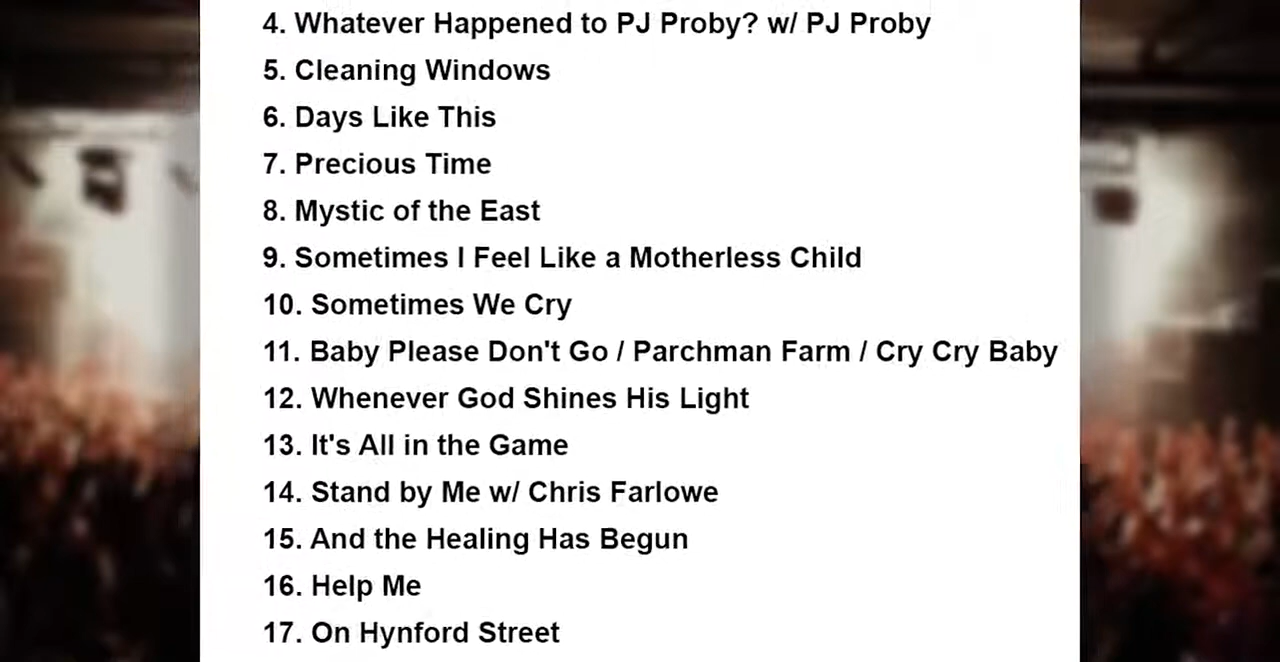 4. Whatever Happened to PJ Proby? w/ PJ Proby
5. Cleaning Windows
6. Days Like This
7. Precious Time
8. Mystic of the East
9. Sometimes I Feel Like a Motherless Child
10. Sometimes We Cry
11. Baby Please Don't Go / Parchman Farm / Cry Cry Baby
12. Whenever God Shines His Light
13. It's All in the Game
14. Stand by Me w/ Chris Farlowe
15. And the Healing Has Begun
16. Help Me
17. On Hynford Street